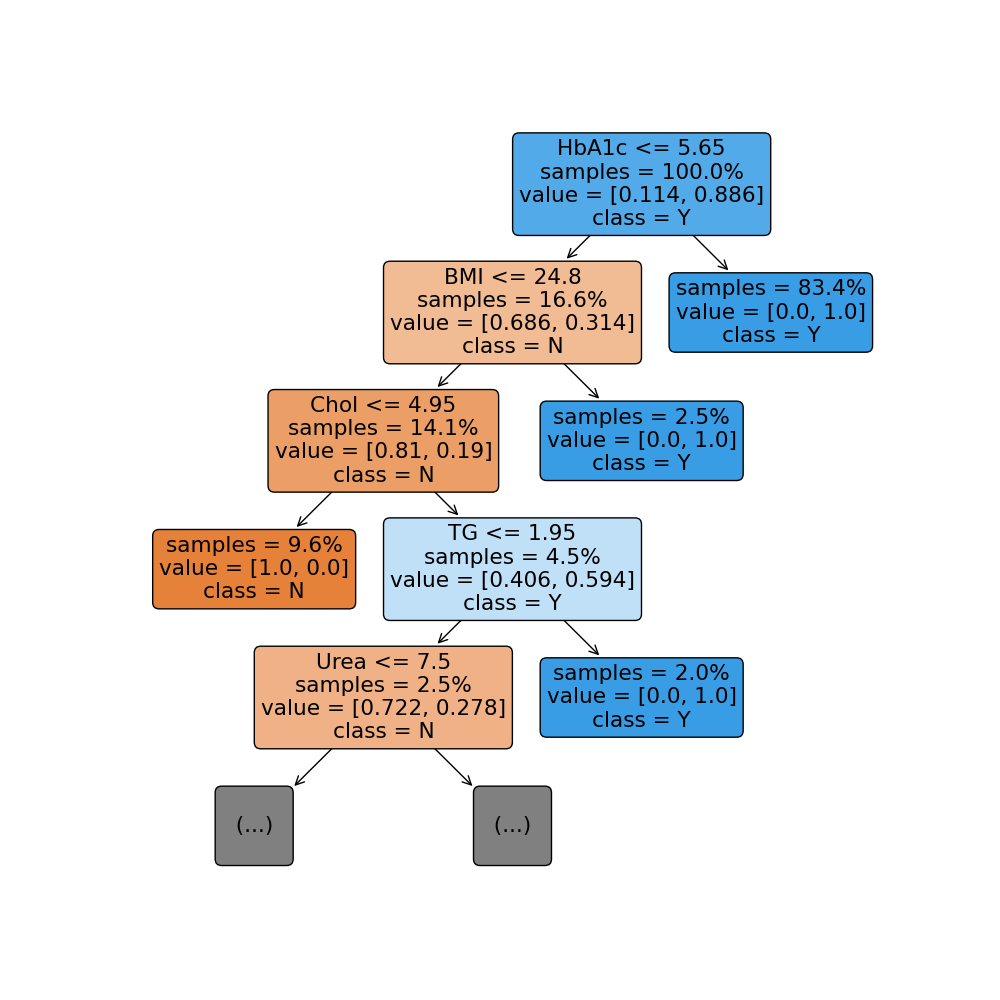 HbA1c <= 5.65
samples = 100.0%
value = [0.114, 0.886]
class = Y
BMI <= 24.8
samples = 16.6%
value = [0.686, 0.314]
class = N
samples = 83.4%
value = [0.0, 1.0]
class = Y
Chol <= 4.95
samples = 14.1%
value = [0.81, 0.19]
class = N
samples = 2.5%
value = [0.0, 1.0]
class = Y
samples = 9.6%
value = [1.0, 0.0]
class = N
TG <= 1.95
samples = 4.5%
value = [0.406, 0.594]
class = Y
Urea <= 7.5
samples = 2.5%
value = [0.722, 0.278]
class = N
samples = 2.0%
value = [0.0, 1.0]
class = Y
(...)
(...)